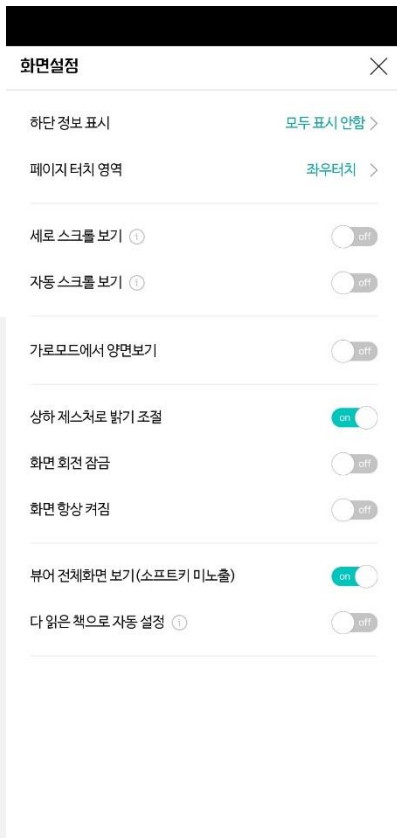 화면설정
하단 정보 표시 모두 표시 안함
페이지 터치 영역 좌우터치
세로 스크롤 보기 off
자동 스크롤 보기 off
가로모드에서 양면보기 off
상하 제스처로 밝기 조절 on
화면 회전 잠금 off
화면 항상 켜짐 off
뷰어 전체화면 보기(소프트키 미노출) on
다 읽은 책으로 자동 설정 off